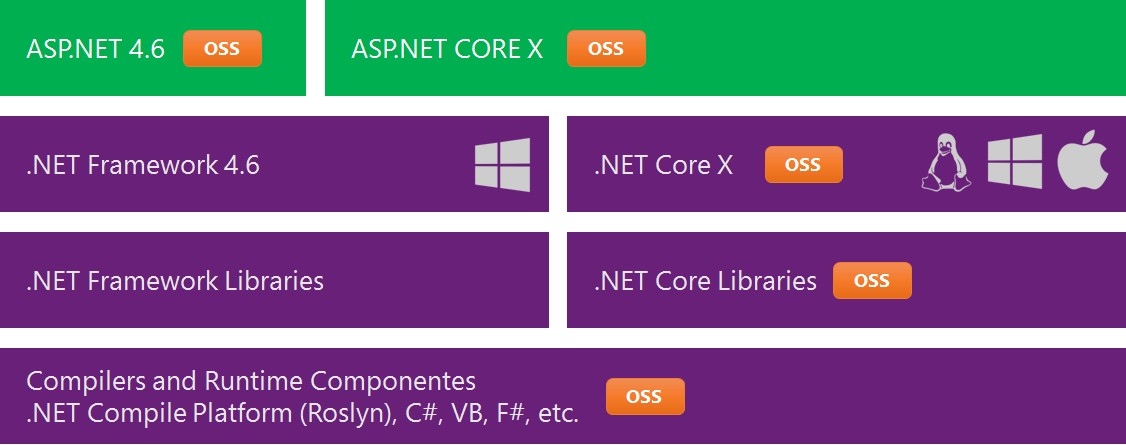 ASP.NET 4.6 OSS
ASP.NET CORE X OSS
.NET Framework 4.6
.NET Core X OSS
.NET Framework Libraries
.NET Core Libraries OSS
Compilers and Runtime Componentes
.NET Compile Platform (Roslyn), C#, VB, F#, etc.
OSS